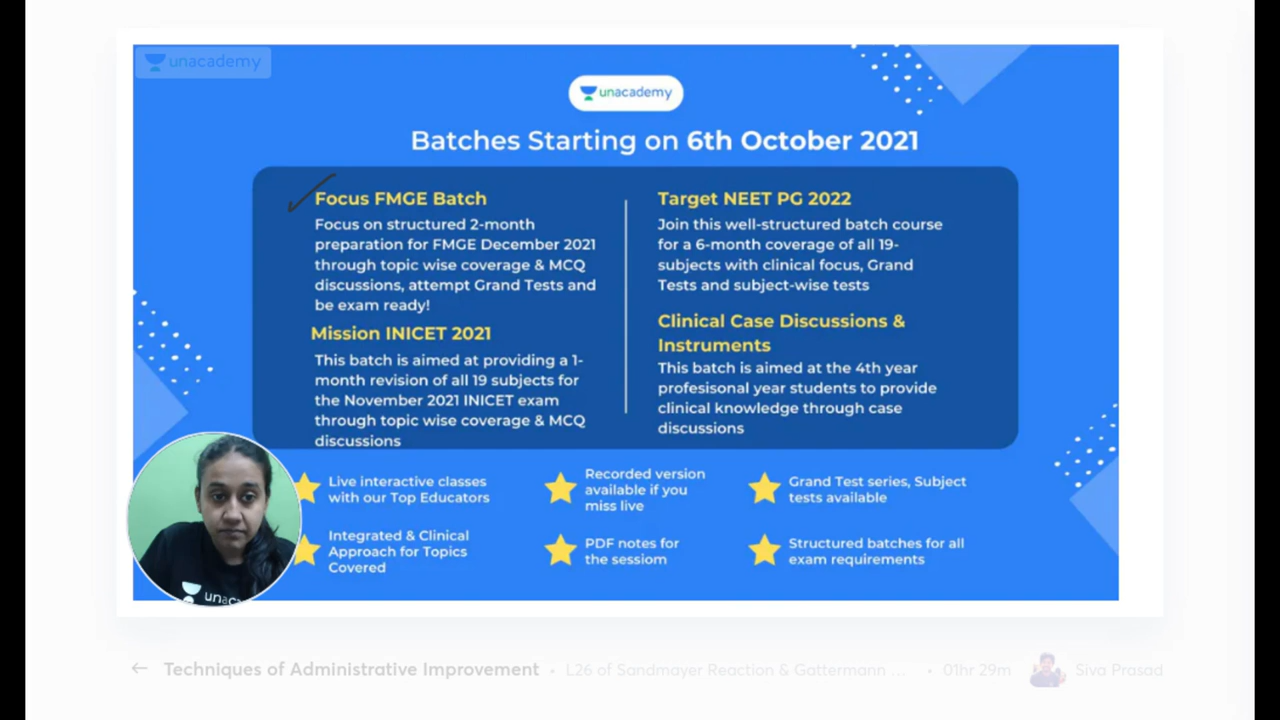 unacademy
unacademy
Batches Starting on 6th October 2021
Focus FMGE Batch
Focus on structured 2-month
preparation for FMGE December 2021
through topic wise coverage & MCQ
discussions, attempt Grand Tests and
be exam ready!
Mission INICET 2021
This batch is aimed at providing a 1-
month revision of all 19 subjects for
the November 2021 INICET exam
through topic wise coverage & MCQ
discussions
Target NEET PG 2022
Join this well-structured batch course
for a 6-month coverage of all 19-
subjects with clinical focus, Grand
Tests and subject-wise tests
Clinical Case Discussions &
Instruments
This batch is aimed at the 4th year
profesisonal year students to provide
clinical knowledge through case
discussions
Live interactive classes
with our Top Educators
Recorded version
available if you
miss live
Grand Test series, Subject
tests available
Integrated & Clinical
Approach for Topics
Covered
PDF notes for
the sessiom
Structured batches for all
exam requirements
unac
← Techniques of Administrative Improvement • L26 of Sandmayer Reaction & Gattermann ... • 01hr 29m Siva Prasad